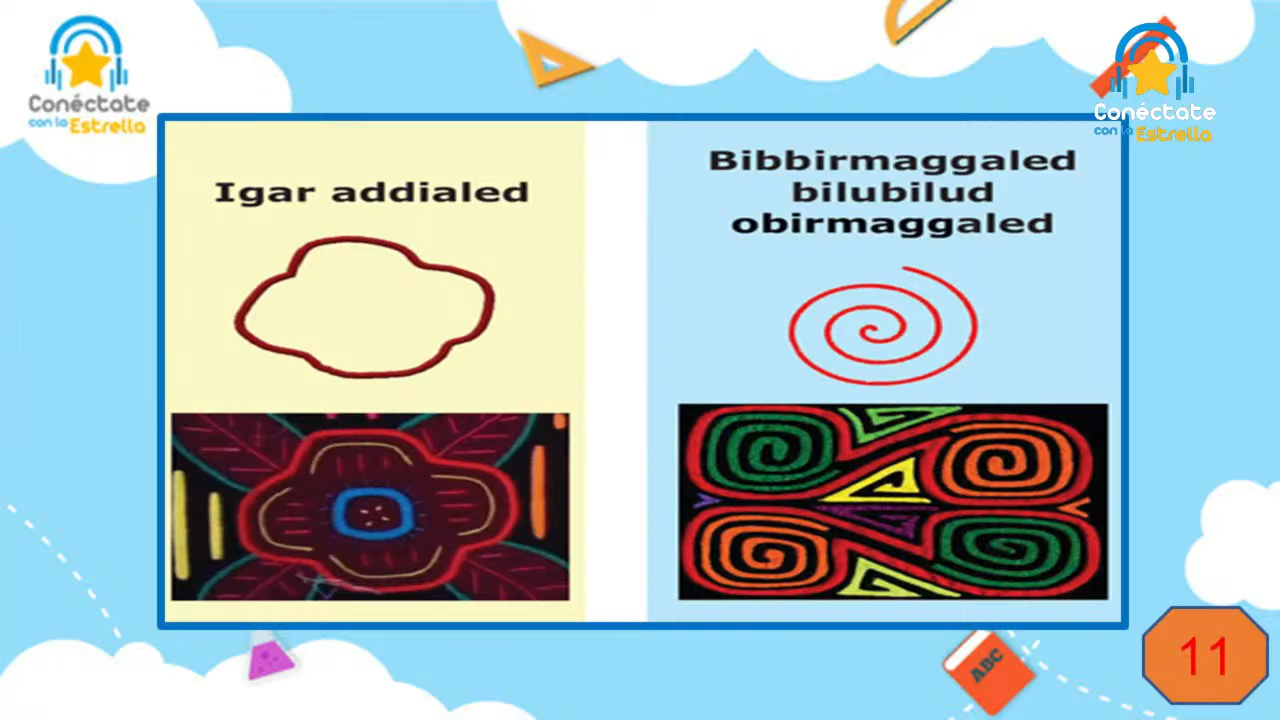 Conéctate
con la Estrella
Conéctate
con la Estrella
Igar addialed
Bibbirmaggaled
bilubilud
obirmaggaled
ABC
11